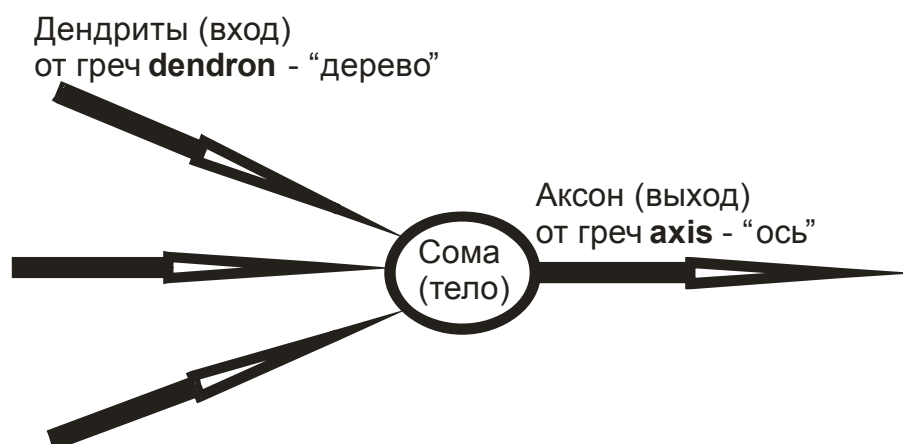 Дендриты (вход)
от греч dendron - “дерево”
Аксон (выход)
от греч axis - “ось”
Сома
(тело)